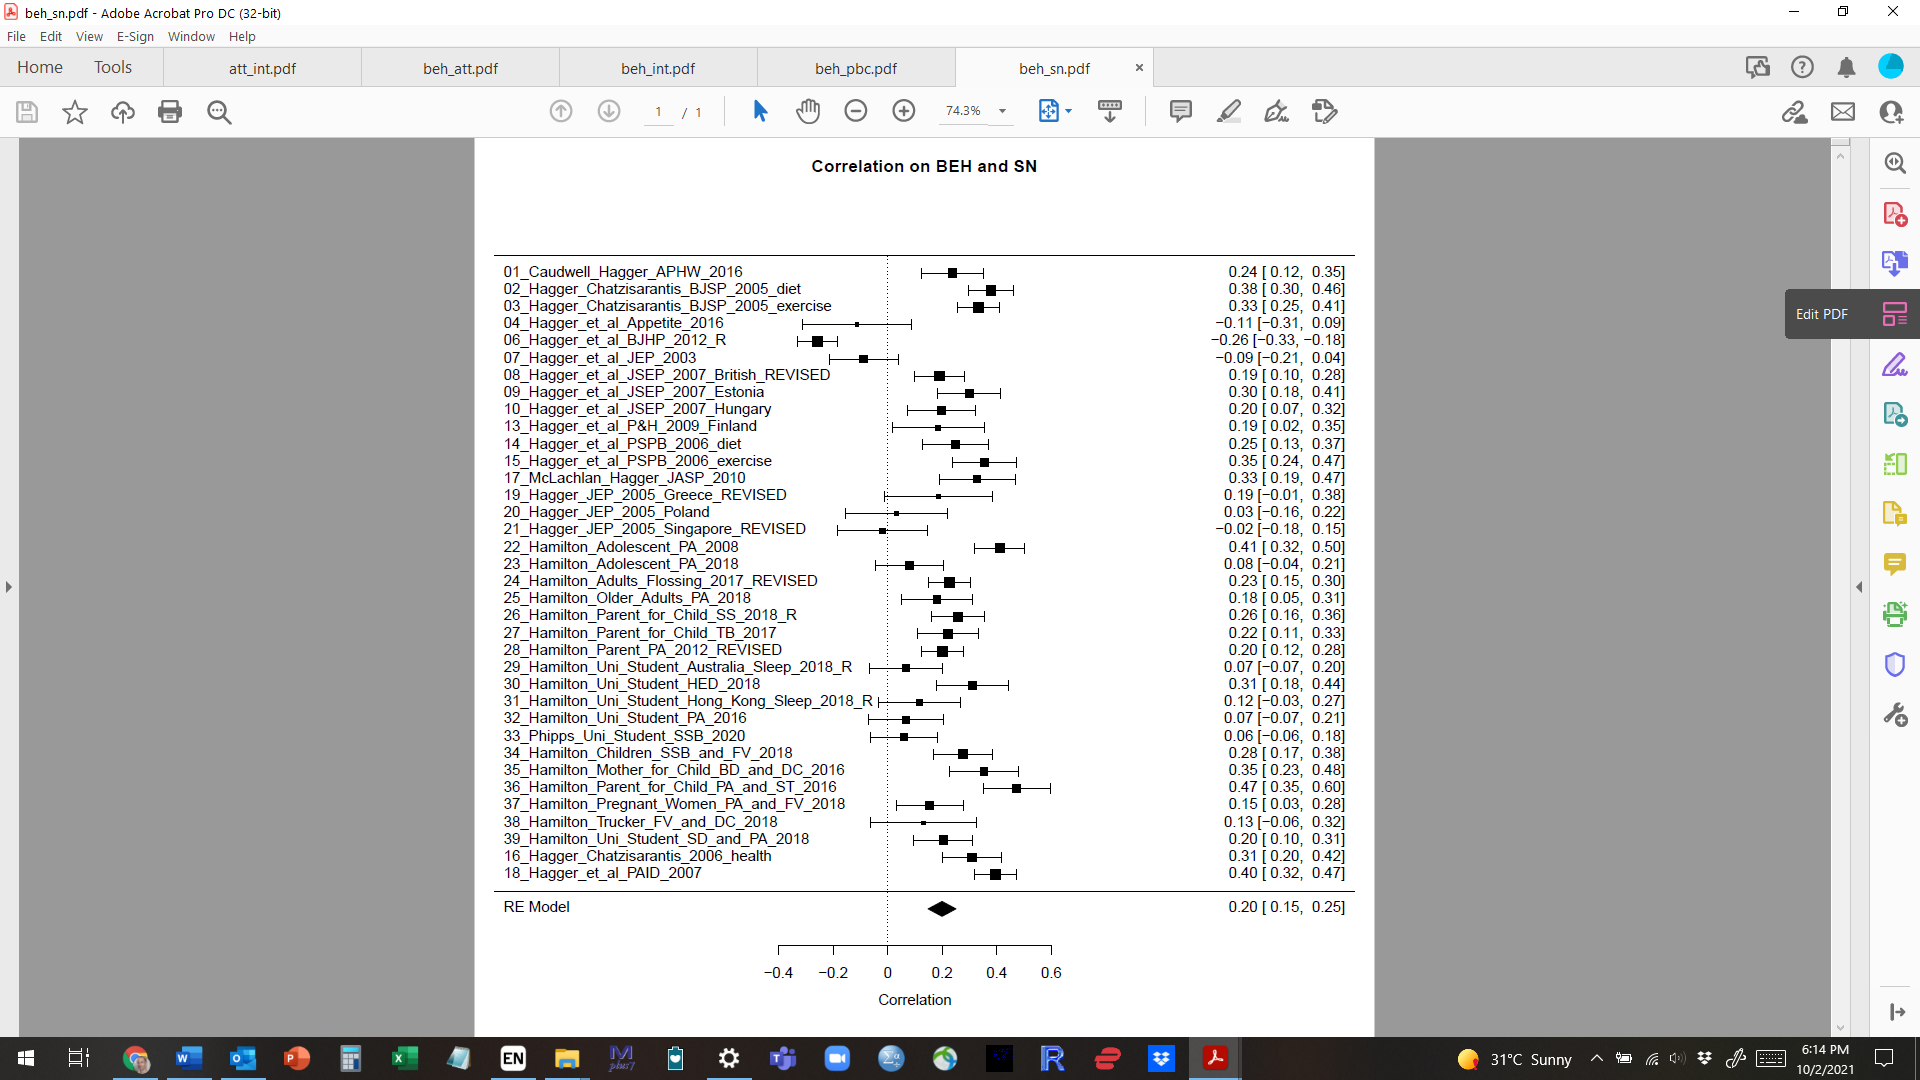 beh_sn.pdf - Adobe Acrobat Pro DC (32-bit)
File Edit View E-Sign Window Help
Home Tools att_int.pdf beh_att.pdf beh_int.pdf beh_pbc.pdf beh_sn.pdf ×
1 / 1 74.3%
Correlation on BEH and SN
01_Caudwell_Hagger_APHW_2016 0.24 [ 0.12, 0.35]
02_Hagger_Chatzisarantis_BJSP_2005_diet 0.38 [ 0.30, 0.46]
03_Hagger_Chatzisarantis_BJSP_2005_exercise 0.33 [ 0.25, 0.41]
04_Hagger_et_al_Appetite_2016 −0.11 [−0.31, 0.09]
Edit PDF
06_Hagger_et_al_BJHP_2012_R −0.26 [−0.33, −0.18]
07_Hagger_et_al_JEP_2003 −0.09 [−0.21, 0.04]
08_Hagger_et_al_JSEP_2007_British_REVISED 0.19 [ 0.10, 0.28]
09_Hagger_et_al_JSEP_2007_Estonia 0.30 [ 0.18, 0.41]
10_Hagger_et_al_JSEP_2007_Hungary 0.20 [ 0.07, 0.32]
13_Hagger_et_al_P&H_2009_Finland 0.19 [ 0.02, 0.35]
14_Hagger_et_al_PSPB_2006_diet 0.25 [ 0.13, 0.37]
15_Hagger_et_al_PSPB_2006_exercise 0.35 [ 0.24, 0.47]
17_McLachlan_Hagger_JASP_2010 0.33 [ 0.19, 0.47]
19_Hagger_JEP_2005_Greece_REVISED 0.19 [−0.01, 0.38]
20_Hagger_JEP_2005_Poland 0.03 [−0.16, 0.22]
21_Hagger_JEP_2005_Singapore_REVISED −0.02 [−0.18, 0.15]
22_Hamilton_Adolescent_PA_2008 0.41 [ 0.32, 0.50]
23_Hamilton_Adolescent_PA_2018 0.08 [−0.04, 0.21]
24_Hamilton_Adults_Flossing_2017_REVISED 0.23 [ 0.15, 0.30]
25_Hamilton_Older_Adults_PA_2018 0.18 [ 0.05, 0.31]
26_Hamilton_Parent_for_Child_SS_2018_R 0.26 [ 0.16, 0.36]
27_Hamilton_Parent_for_Child_TB_2017 0.22 [ 0.11, 0.33]
28_Hamilton_Parent_PA_2012_REVISED 0.20 [ 0.12, 0.28]
29_Hamilton_Uni_Student_Australia_Sleep_2018_R 0.07 [−0.07, 0.20]
30_Hamilton_Uni_Student_HED_2018 0.31 [ 0.18, 0.44]
31_Hamilton_Uni_Student_Hong_Kong_Sleep_2018_R 0.12 [−0.03, 0.27]
32_Hamilton_Uni_Student_PA_2016 0.07 [−0.07, 0.21]
33_Phipps_Uni_Student_SSB_2020 0.06 [−0.06, 0.18]
34_Hamilton_Children_SSB_and_FV_2018 0.28 [ 0.17, 0.38]
35_Hamilton_Mother_for_Child_BD_and_DC_2016 0.35 [ 0.23, 0.48]
36_Hamilton_Parent_for_Child_PA_and_ST_2016 0.47 [ 0.35, 0.60]
37_Hamilton_Pregnant_Women_PA_and_FV_2018 0.15 [ 0.03, 0.28]
38_Hamilton_Trucker_FV_and_DC_2018 0.13 [−0.06, 0.32]
39_Hamilton_Uni_Student_SD_and_PA_2018 0.20 [ 0.10, 0.31]
16_Hagger_Chatzisarantis_2006_health 0.31 [ 0.20, 0.42]
18_Hagger_et_al_PAID_2007 0.40 [ 0.32, 0.47]
RE Model 0.20 [ 0.15, 0.25]
−0.4 −0.2 0 0.2 0.4 0.6
Correlation
EN
31°C Sunny
6:14 PM
10/2/2021